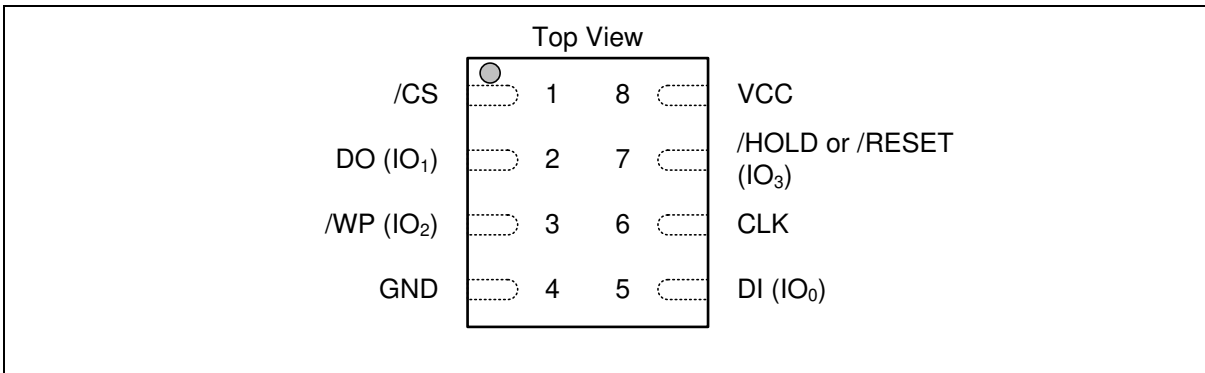 Top View
/CS 1 8 VCC
DO (IO₁) 2 7 /HOLD or /RESET
(IO₃)
/WP (IO₂) 3 6 CLK
GND 4 5 DI (IO₀)